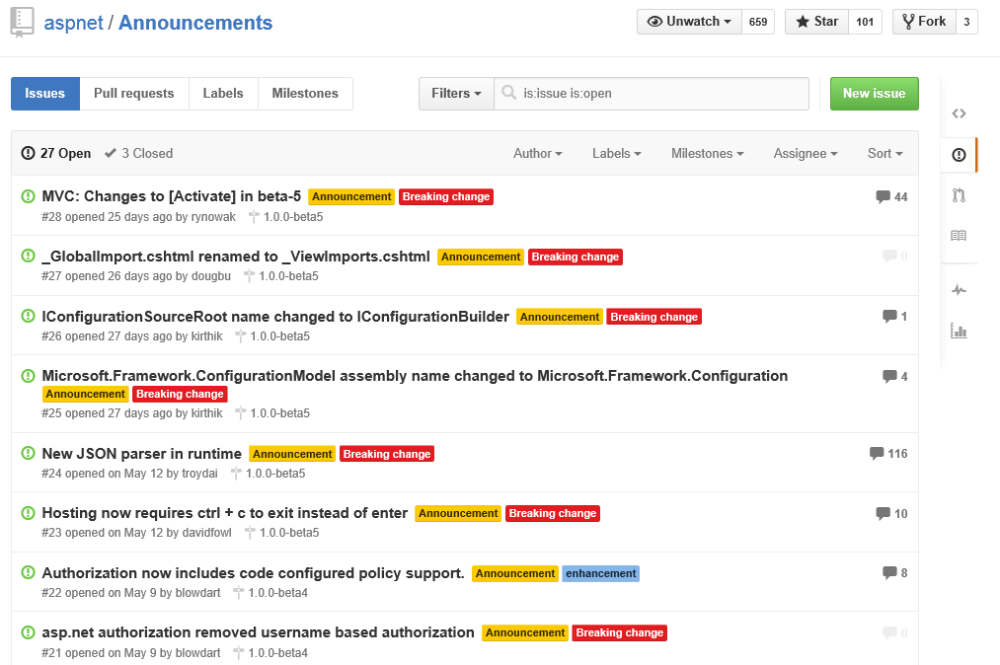 aspnet / Announcements
Unwatch 659 Star 101 Fork 3
Issues Pull requests Labels Milestones Filters is:issue is:open New issue
27 Open 3 Closed Author Labels Milestones Assignee Sort
MVC: Changes to [Activate] in beta-5 Announcement Breaking change 44
#28 opened 25 days ago by rynowak 1.0.0-beta5
_GlobalImport.cshtml renamed to _ViewImports.cshtml Announcement Breaking change 0
#27 opened 26 days ago by dougbu 1.0.0-beta5
IConfigurationSourceRoot name changed to IConfigurationBuilder Announcement Breaking change 1
#26 opened 27 days ago by kirthik 1.0.0-beta5
Microsoft.Framework.ConfigurationModel assembly name changed to Microsoft.Framework.Configuration 4
Announcement Breaking change
#25 opened 27 days ago by kirthik 1.0.0-beta5
New JSON parser in runtime Announcement Breaking change 116
#24 opened on May 12 by troydai 1.0.0-beta5
Hosting now requires ctrl + c to exit instead of enter Announcement Breaking change 10
#23 opened on May 12 by davidfowl 1.0.0-beta5
Authorization now includes code configured policy support. Announcement enhancement 8
#22 opened on May 9 by blowdart 1.0.0-beta4
asp.net authorization removed username based authorization Announcement Breaking change 0
#21 opened on May 9 by blowdart 1.0.0-beta4